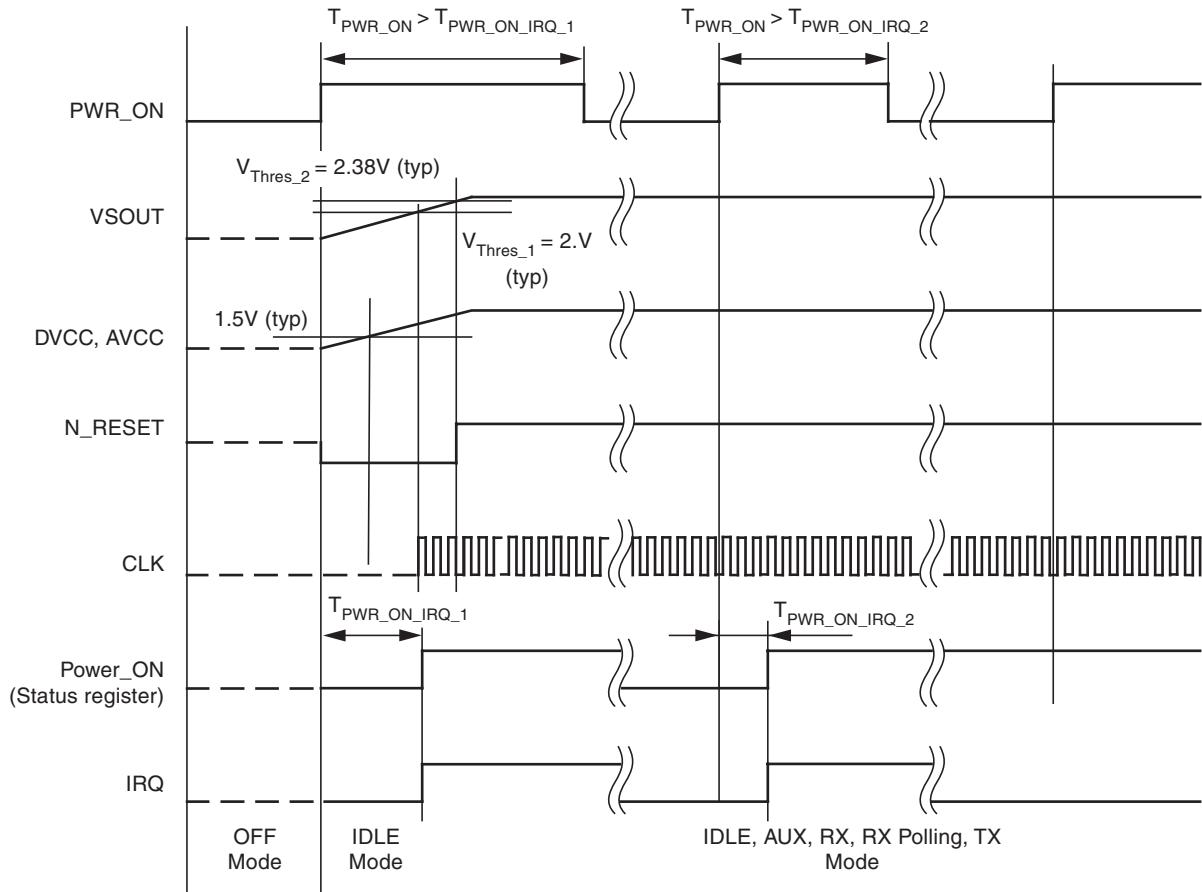 T_PWR_ON > T_PWR_ON_IRQ_1
T_PWR_ON > T_PWR_ON_IRQ_2
PWR_ON
V_Thres_2 = 2.38V (typ)
VSOUT
V_Thres_1 = 2.V
(typ)
1.5V (typ)
DVCC, AVCC
N_RESET
CLK
T_PWR_ON_IRQ_1
T_PWR_ON_IRQ_2
Power_ON
(Status register)
IRQ
OFF
Mode
IDLE
Mode
IDLE, AUX, RX, RX Polling, TX
Mode